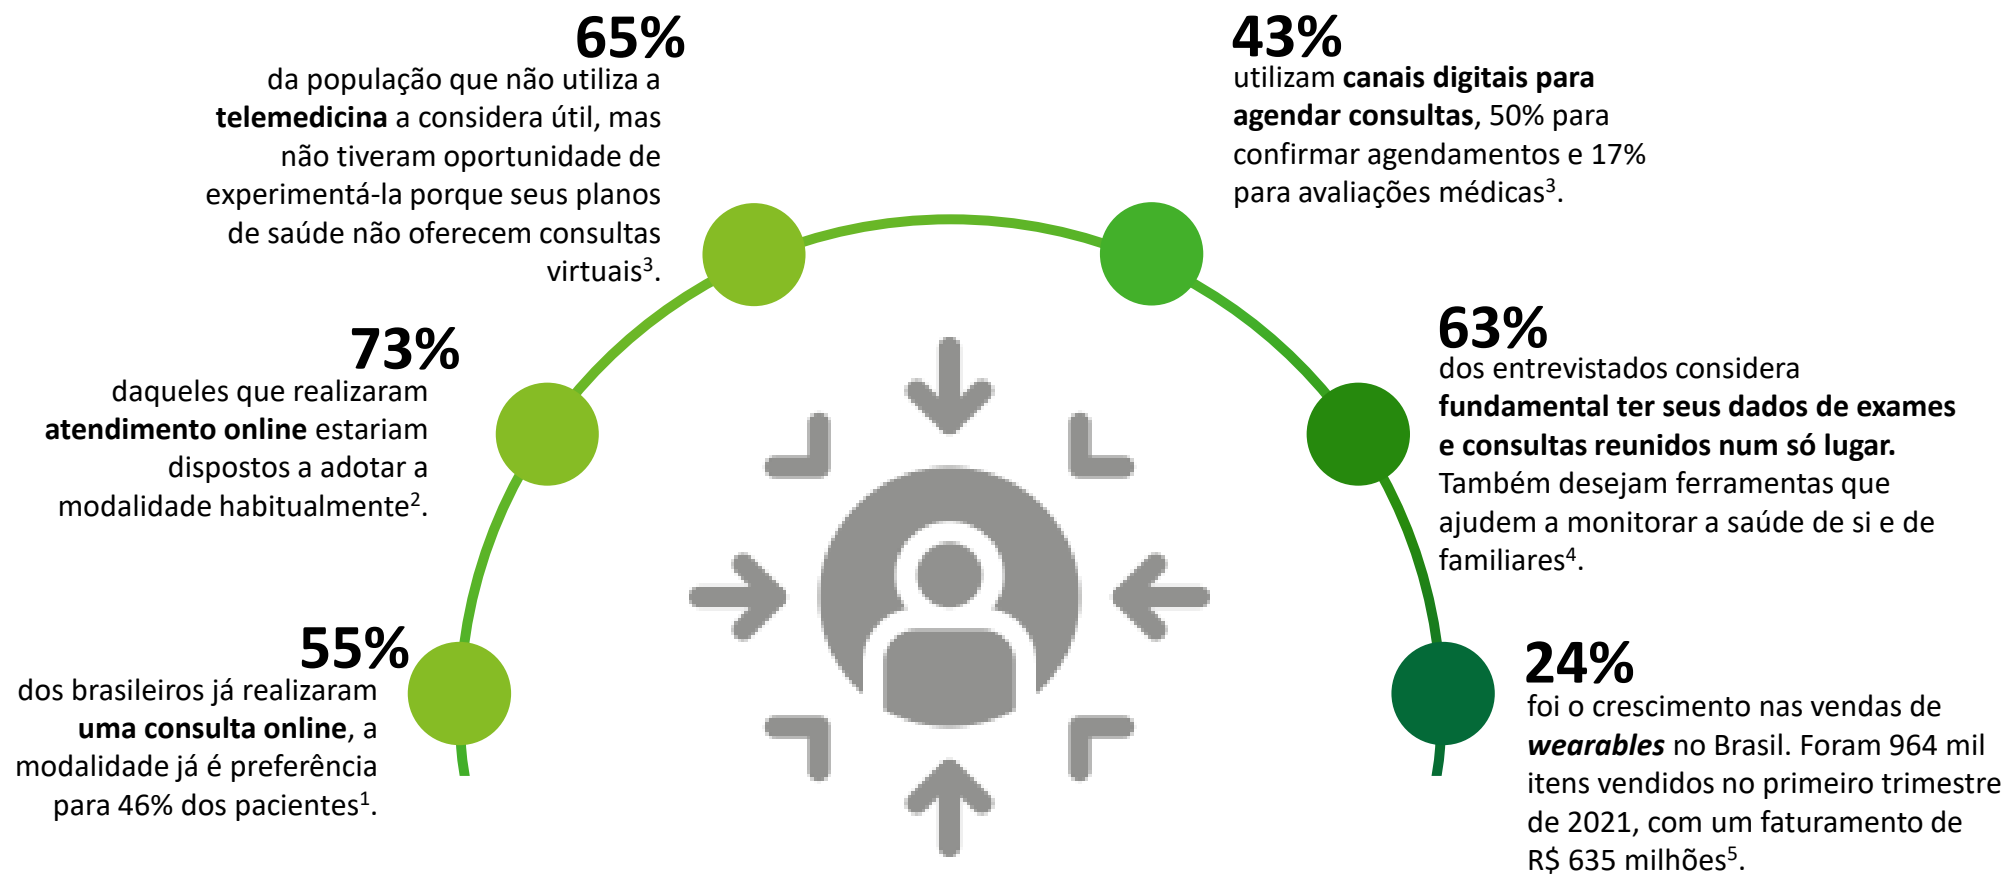 65%
da população que não utiliza a
telemedicina a considera útil, mas
não tiveram oportunidade de
experimentá-la porque seus planos
de saúde não oferecem consultas
virtuais³.
73%
daqueles que realizaram
atendimento online estariam
dispostos a adotar a
modalidade habitualmente².
55%
dos brasileiros já realizaram
uma consulta online, a
modalidade já é preferência
para 46% dos pacientes¹.
43%
utilizam canais digitais para
agendar consultas, 50% para
confirmar agendamentos e 17%
para avaliações médicas³.
63%
dos entrevistados considera
fundamental ter seus dados de exames
e consultas reunidos num só lugar.
Também desejam ferramentas que
ajudem a monitorar a saúde de si e de
familiares⁴.
24%
foi o crescimento nas vendas de
wearables no Brasil. Foram 964 mil
itens vendidos no primeiro trimestre
de 2021, com um faturamento de
R$ 635 milhões⁵.